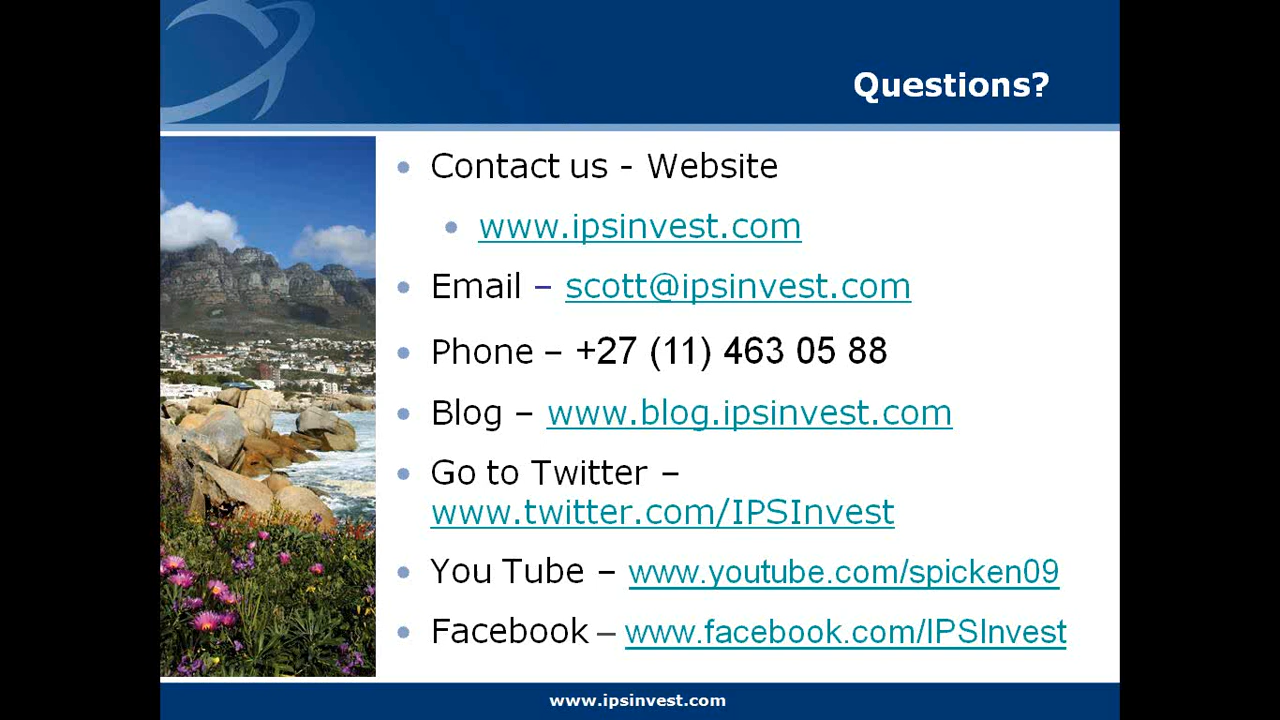 Questions?
Contact us - Website
www.ipsinvest.com
Email – scott@ipsinvest.com
Phone – +27 (11) 463 05 88
Blog – www.blog.ipsinvest.com
Go to Twitter –
www.twitter.com/IPSInvest
You Tube – www.youtube.com/spicken09
Facebook – www.facebook.com/IPSInvest
www.ipsinvest.com